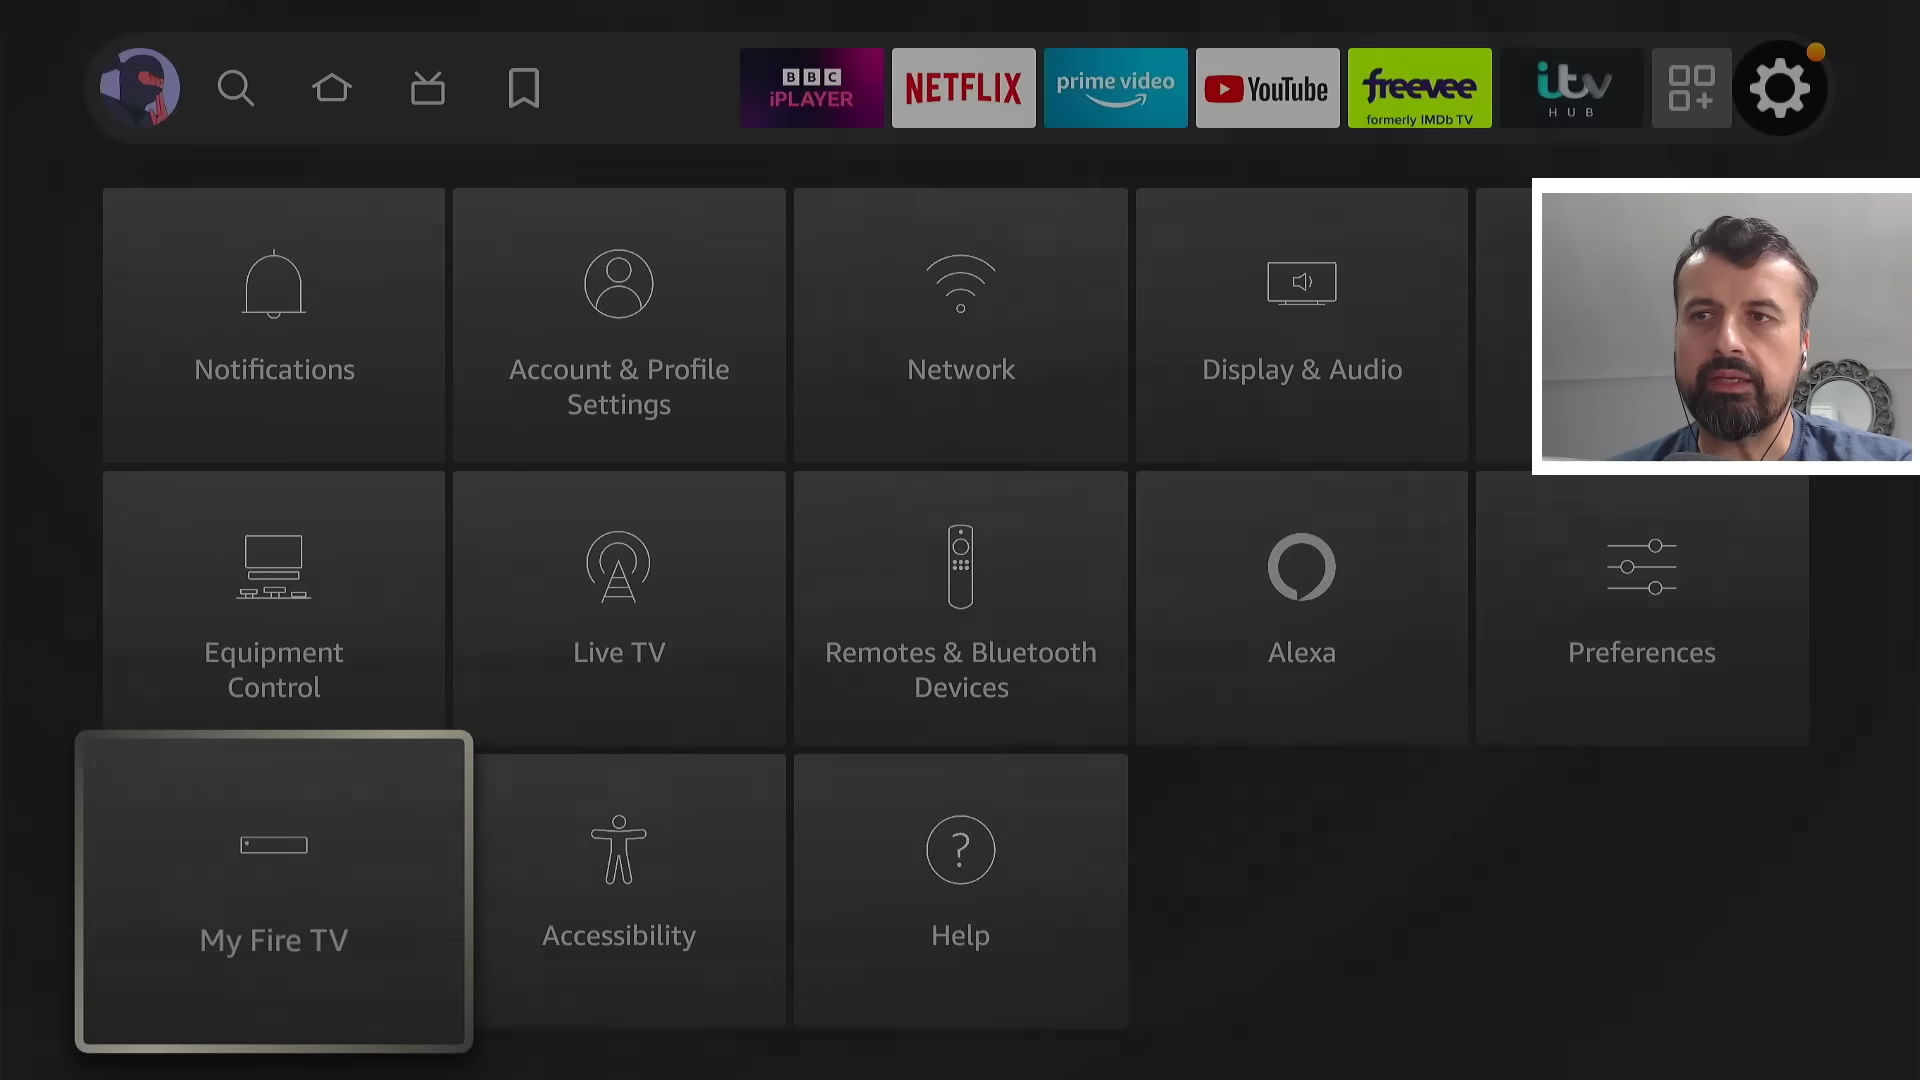 BBC
iPLAYER
NETFLIX
prime video
YouTube
freevee
formerly IMDb TV
itv
HUB
Notifications
Account & Profile
Settings
Network
Display & Audio
Equipment
Control
Live TV
Remotes & Bluetooth
Devices
Alexa
Preferences
My Fire TV
Accessibility
?
Help